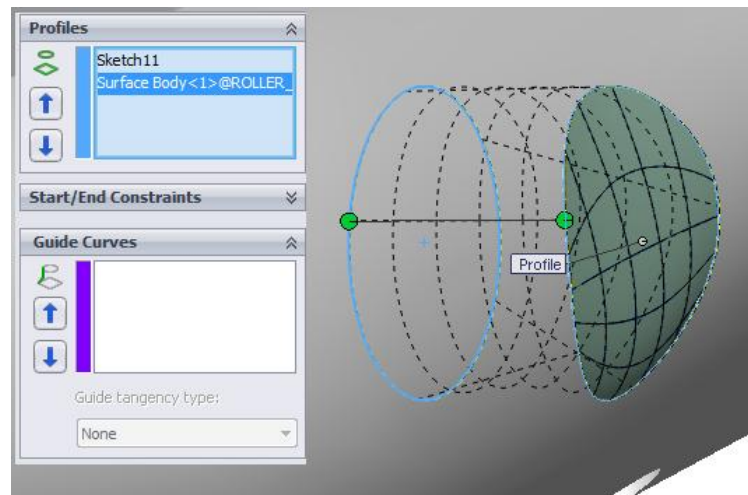 Profiles
Sketch11
Surface Body<1>@ROLLER_
Start/End Constraints
Guide Curves
Profile
Guide tangency type:
None